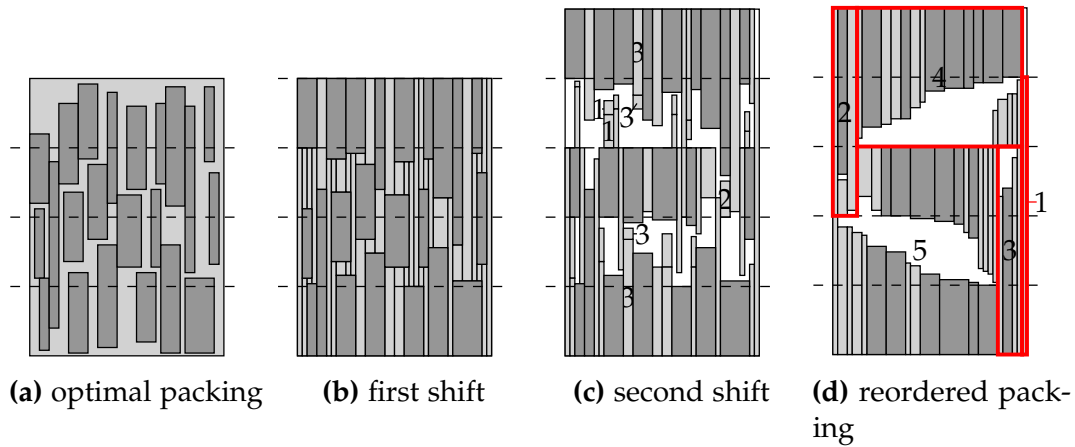 3
1
3
1
2
3
3
4
2
1
3
5
(a) optimal packing
(b) first shift
(c) second shift
(d) reordered pack-
ing